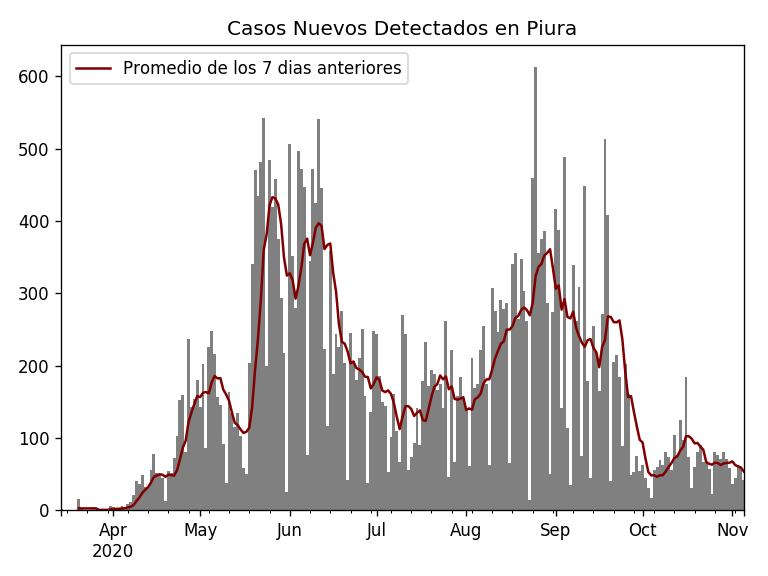 Casos Nuevos Detectados en Piura
Promedio de los 7 dias anteriores
600
500
400
300
200
100
0
Apr May Jun Jul Aug Sep Oct Nov
2020